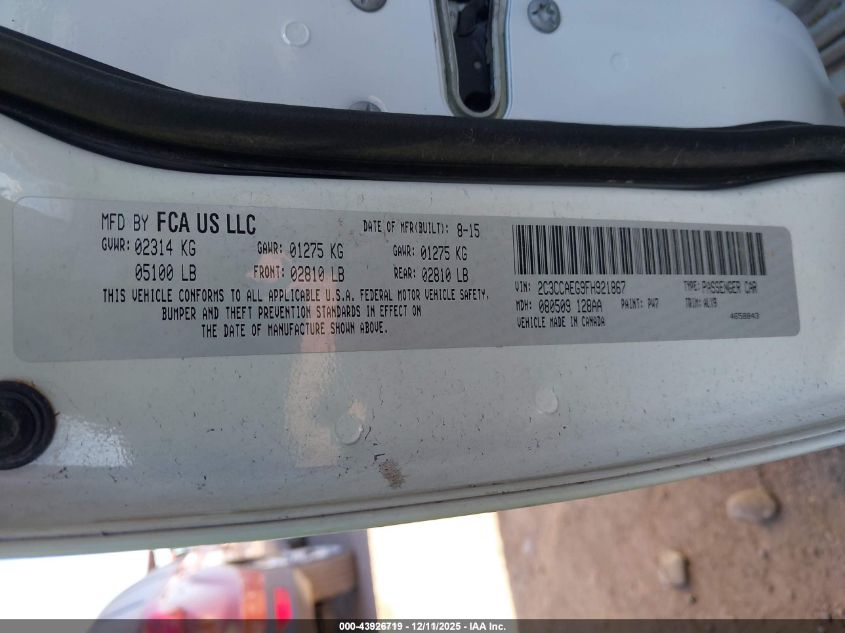 MFD BY FCA US LLC DATE OF MFR(BUILT): 8-15
GVWR: 02314 KG GAWR: 01275 KG GAWR: 01275 KG
05100 LB FRONT: 02810 LB REAR: 02810 LB
THIS VEHICLE CONFORMS TO ALL APPLICABLE U.S.A. FEDERAL MOTOR VEHICLE SAFETY,
BUMPER AND THEFT PREVENTION STANDARDS IN EFFECT ON
THE DATE OF MANUFACTURE SHOWN ABOVE.
VIN: 2C3CCAEG9FH921867 TYPE: PASSENGER CAR
MDH: 080509 128AA PAINT: PW7 TRIM: ALV9
VEHICLE MADE IN CANADA 4658843
000-43926719 - 12/11/2025 - IAA Inc.